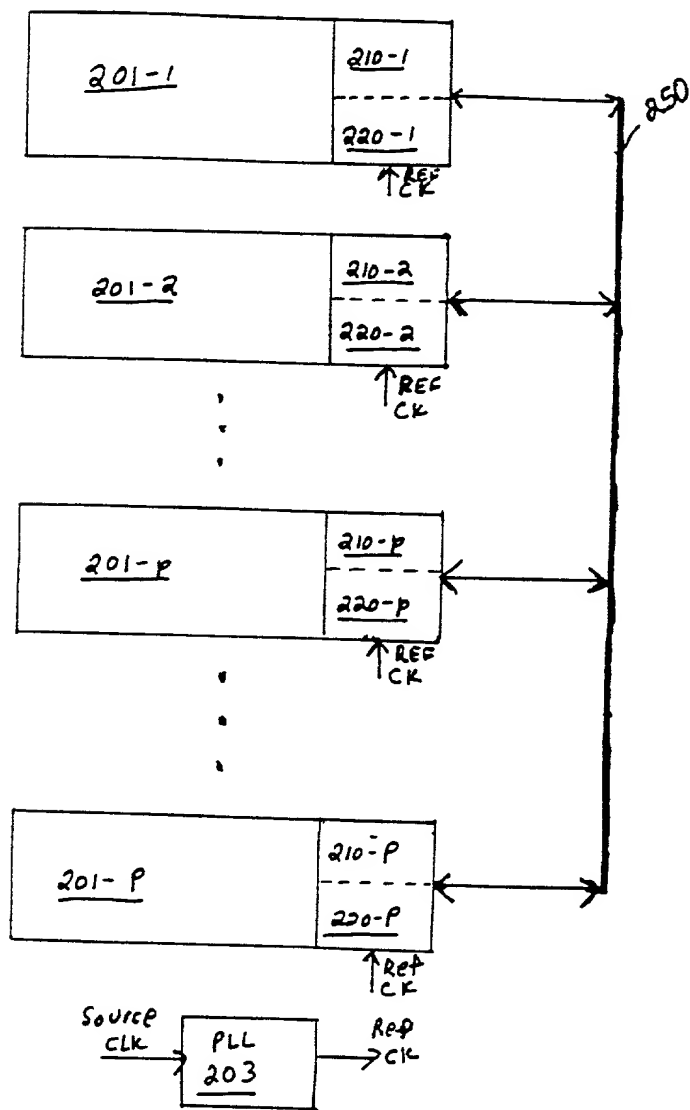 201-1
210-1
220-1
REF
CK
250
201-2
210-2
220-2
REF
CK
201-p
210-p
220-p
REF
CK
201-P
210-P
220-P
Ref
CK
Source
CLK
PLL
203
Ref
CK